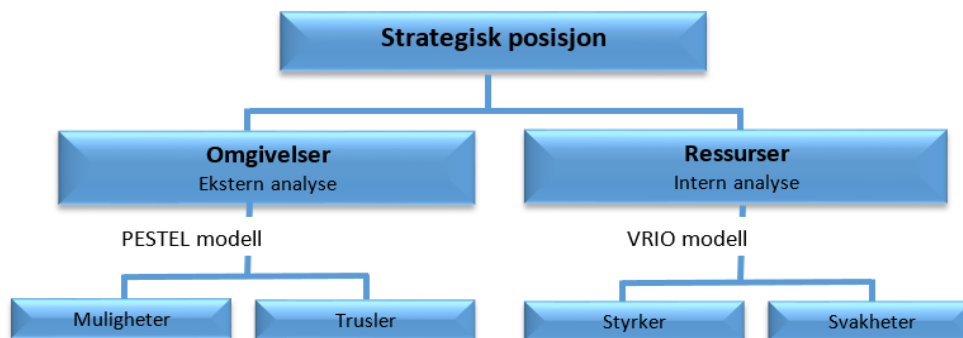 Strategisk posisjon
Omgivelser
Ekstern analyse
Ressurser
Intern analyse
PESTEL modell
VRIO modell
Muligheter
Trusler
Styrker
Svakheter